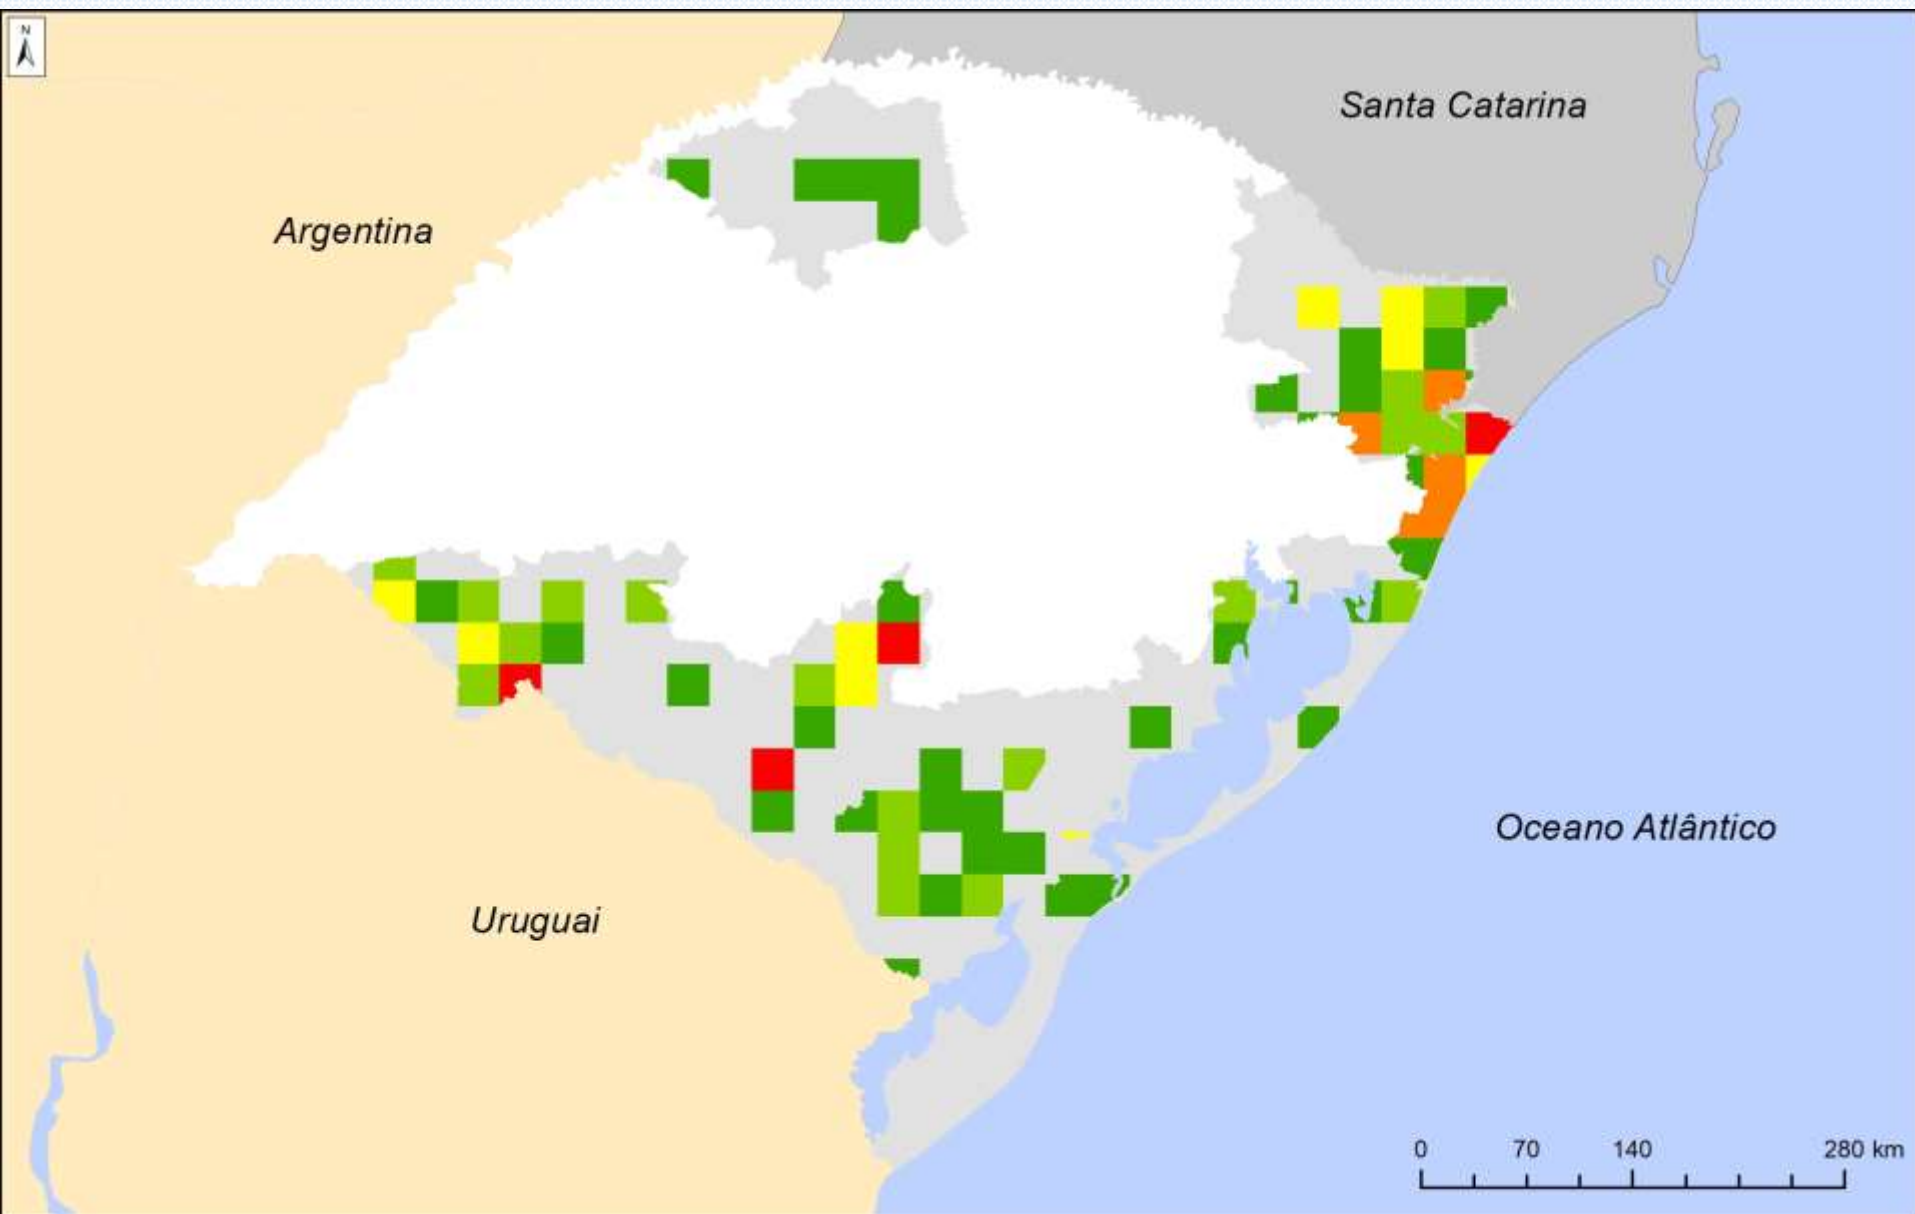 N
Santa Catarina
Argentina
Oceano Atlântico
Uruguai
0 70 140 280 km